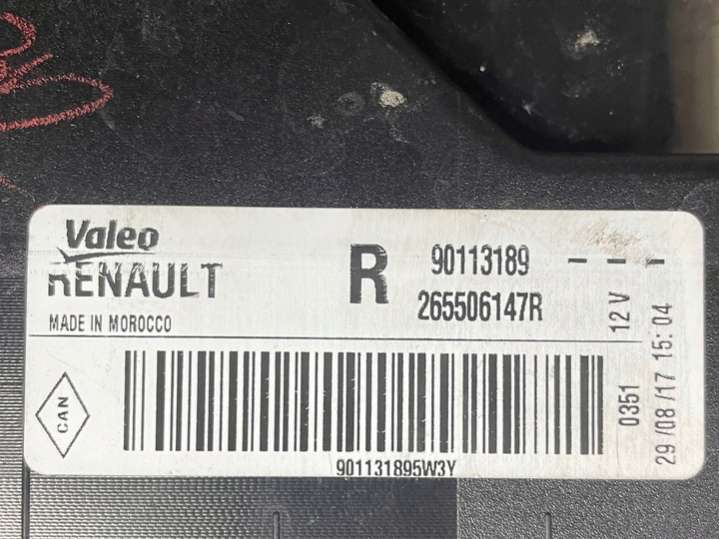 Valeo
RENAULT
MADE IN MOROCCO
R
90113189 - - -
265506147R
12 V
0351
29/08/17 15:04
CAN
901131895W3Y